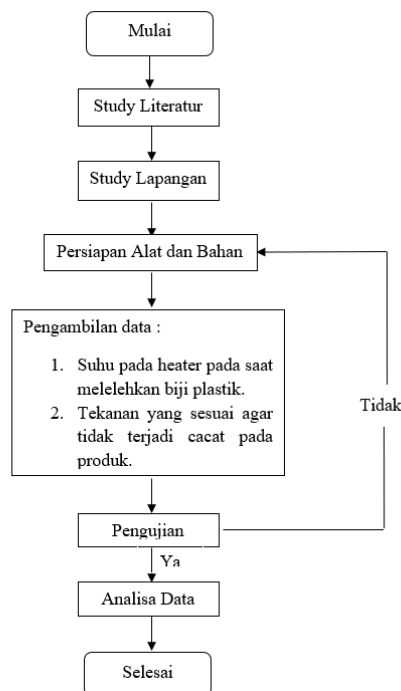 Mulai
Study Literatur
Study Lapangan
Persiapan Alat dan Bahan
Pengambilan data :
1. Suhu pada heater pada saat
melelehkan biji plastik.
2. Tekanan yang sesuai agar
tidak terjadi cacat pada
produk.
Tidak
Pengujian
Ya
Analisa Data
Selesai